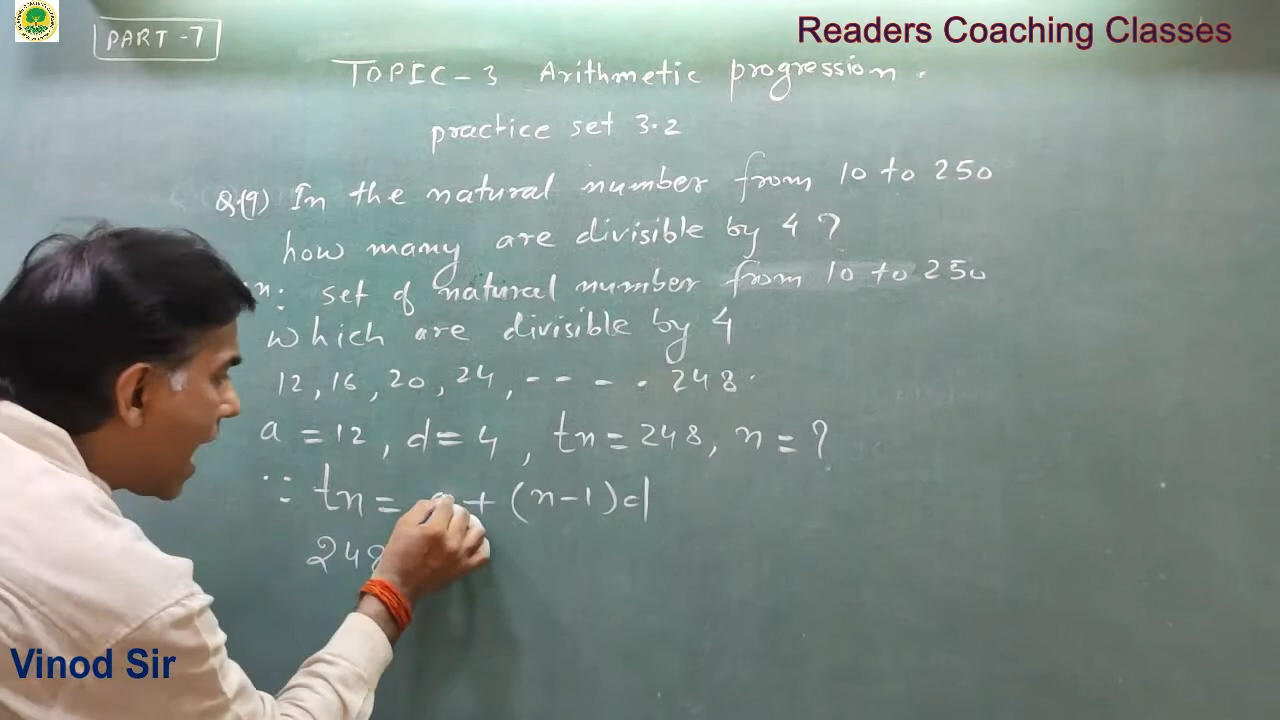 PART-7
Readers Coaching Classes
TOPIC-3 Arithmetic progression.
practice set 3.2
Q.(9) In the natural number from 10 to 250
how many are divisible by 4?
n: set of natural number from 10 to 250
which are divisible by 4
12, 16, 20, 24, - - - . 248.
a = 12, d = 4, tn = 248, n = ?
∵ tn = a + (n-1)d
248
Vinod Sir